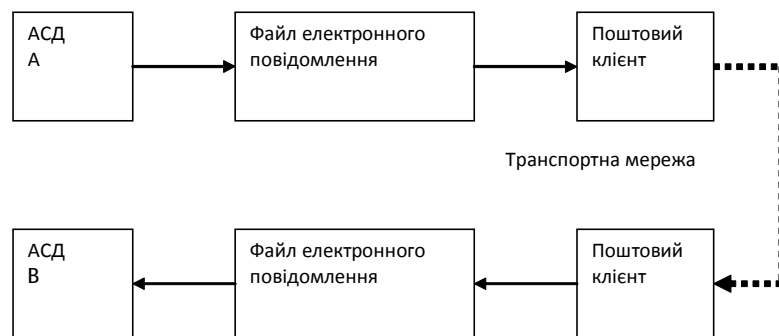 АСД
А
Файл електронного
повідомлення
Поштовий
клієнт
Транспортна мережа
АСД
В
Файл електронного
повідомлення
Поштовий
клієнт